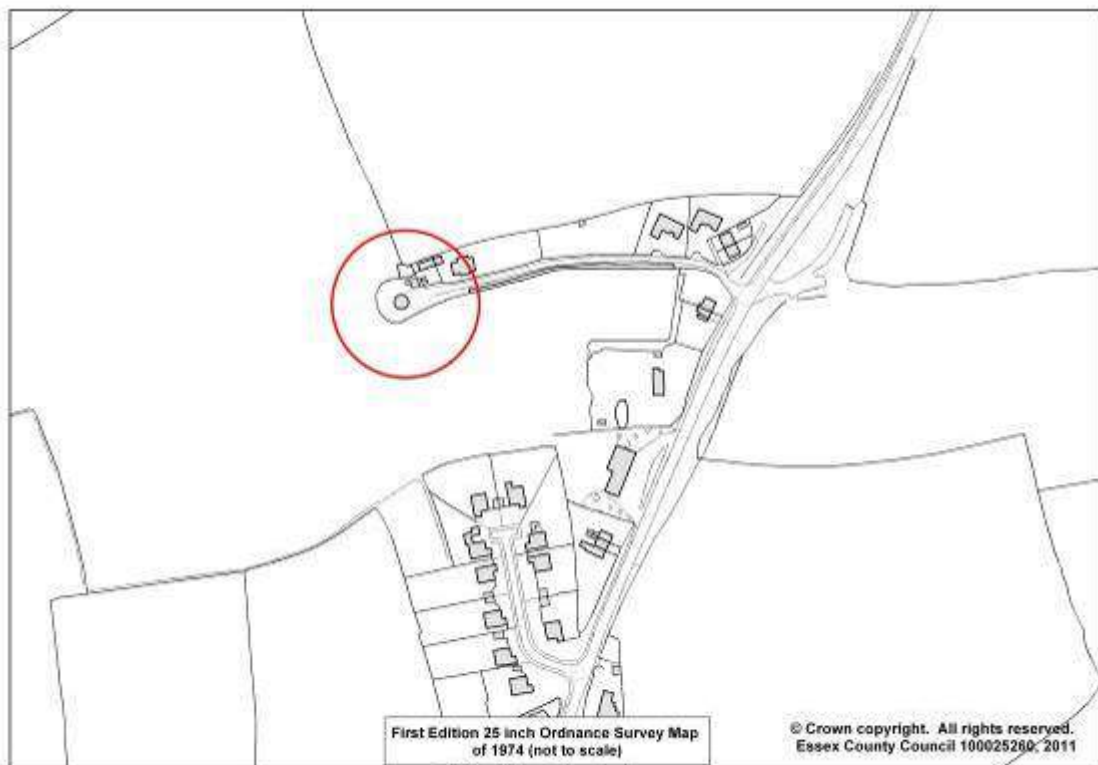 First Edition 25 inch Ordnance Survey Map
of 1974 (not to scale)
© Crown copyright. All rights reserved.
Essex County Council 100025260, 2011